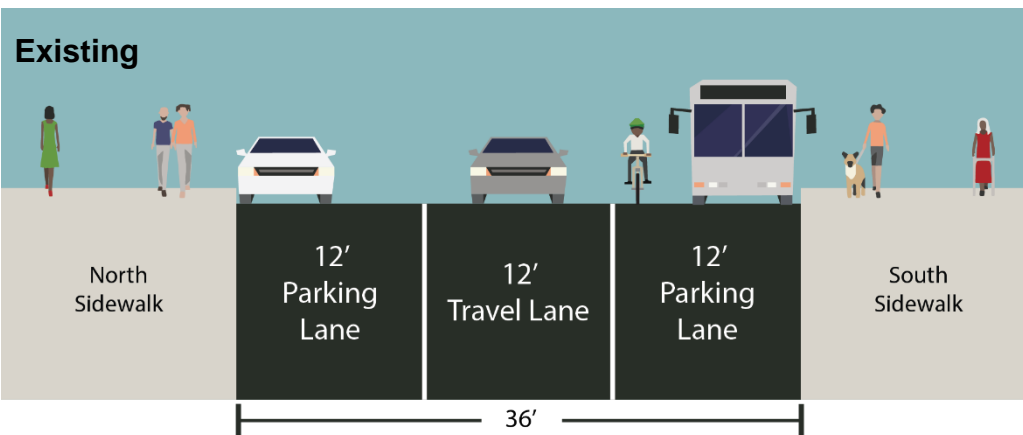 Existing
North
Sidewalk
12’
Parking
Lane
12’
Travel Lane
12’
Parking
Lane
South
Sidewalk
36’